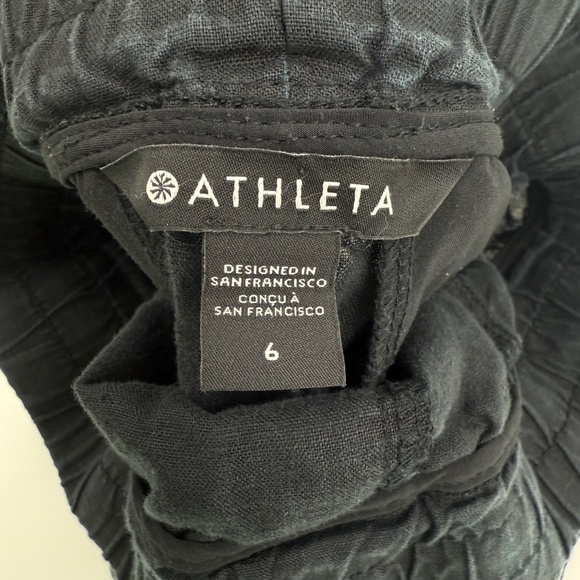 ATHLETA
DESIGNED IN
SAN FRANCISCO
CONÇU À
SAN FRANCISCO
6